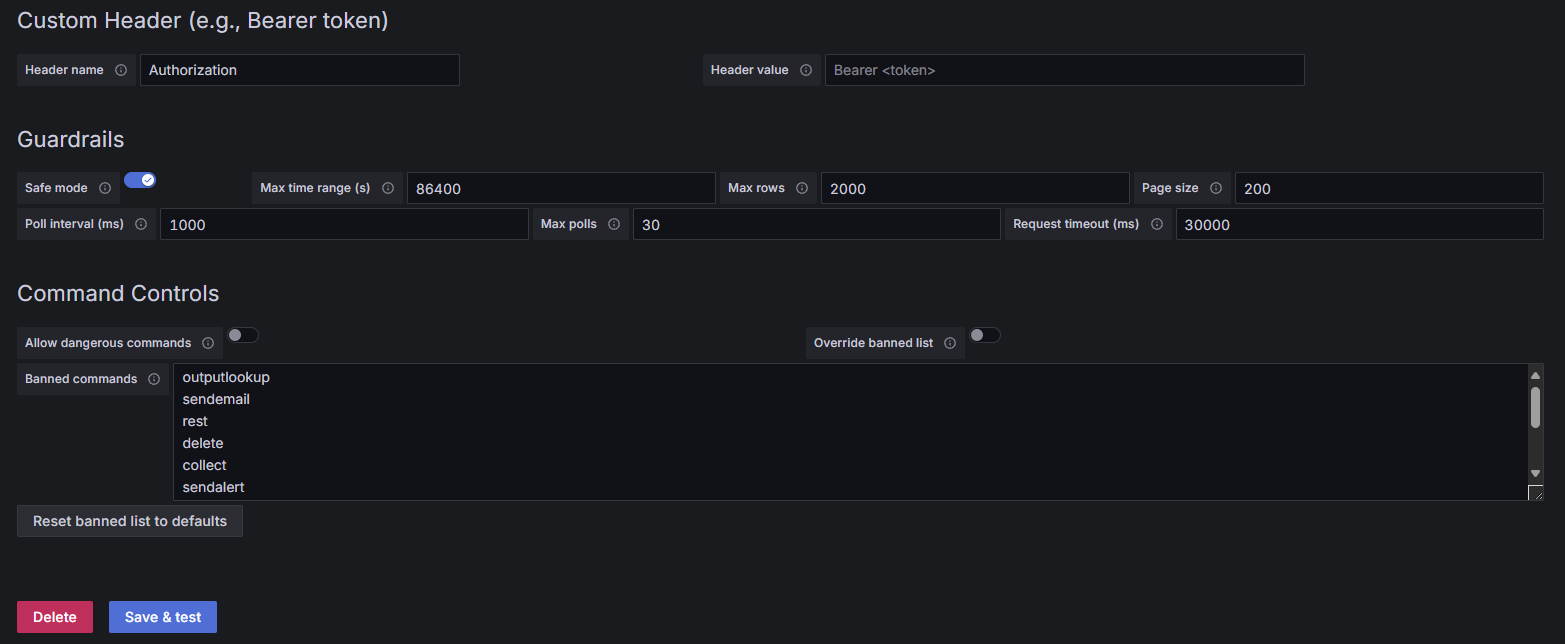 Custom Header (e.g., Bearer token)
Header name Authorization Header value Bearer <token>
Guardrails
Safe mode Max time range (s) 86400 Max rows 2000 Page size 200
Poll interval (ms) 1000 Max polls 30 Request timeout (ms) 30000
Command Controls
Allow dangerous commands Override banned list
Banned commands outputlookup
sendemail
rest
delete
collect
sendalert
Reset banned list to defaults
Delete Save & test